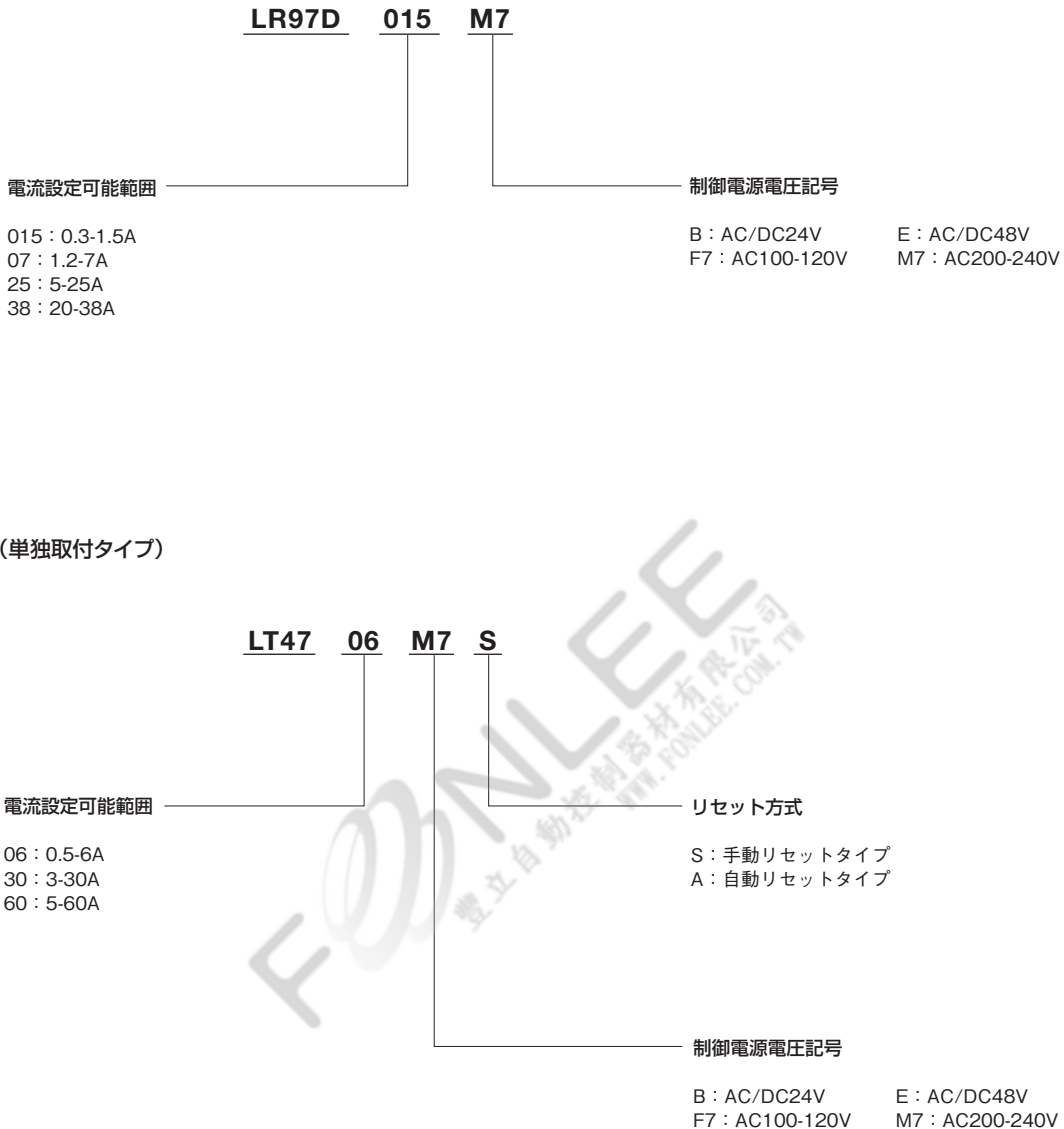 LR97D 015 M7
電流設定可能範囲
015：0.3-1.5A
07：1.2-7A
25：5-25A
38：20-38A
制御電源電圧記号
B：AC/DC24V E：AC/DC48V
F7：AC100-120V M7：AC200-240V
（単独取付タイプ）
LT47 06 M7 S
電流設定可能範囲
06：0.5-6A
30：3-30A
60：5-60A
リセット方式
S：手動リセットタイプ
A：自動リセットタイプ
制御電源電圧記号
B：AC/DC24V E：AC/DC48V
F7：AC100-120V M7：AC200-240V
FONLEE
豐立自動控制器材有限公司
WWW.FONLEE.COM.TW